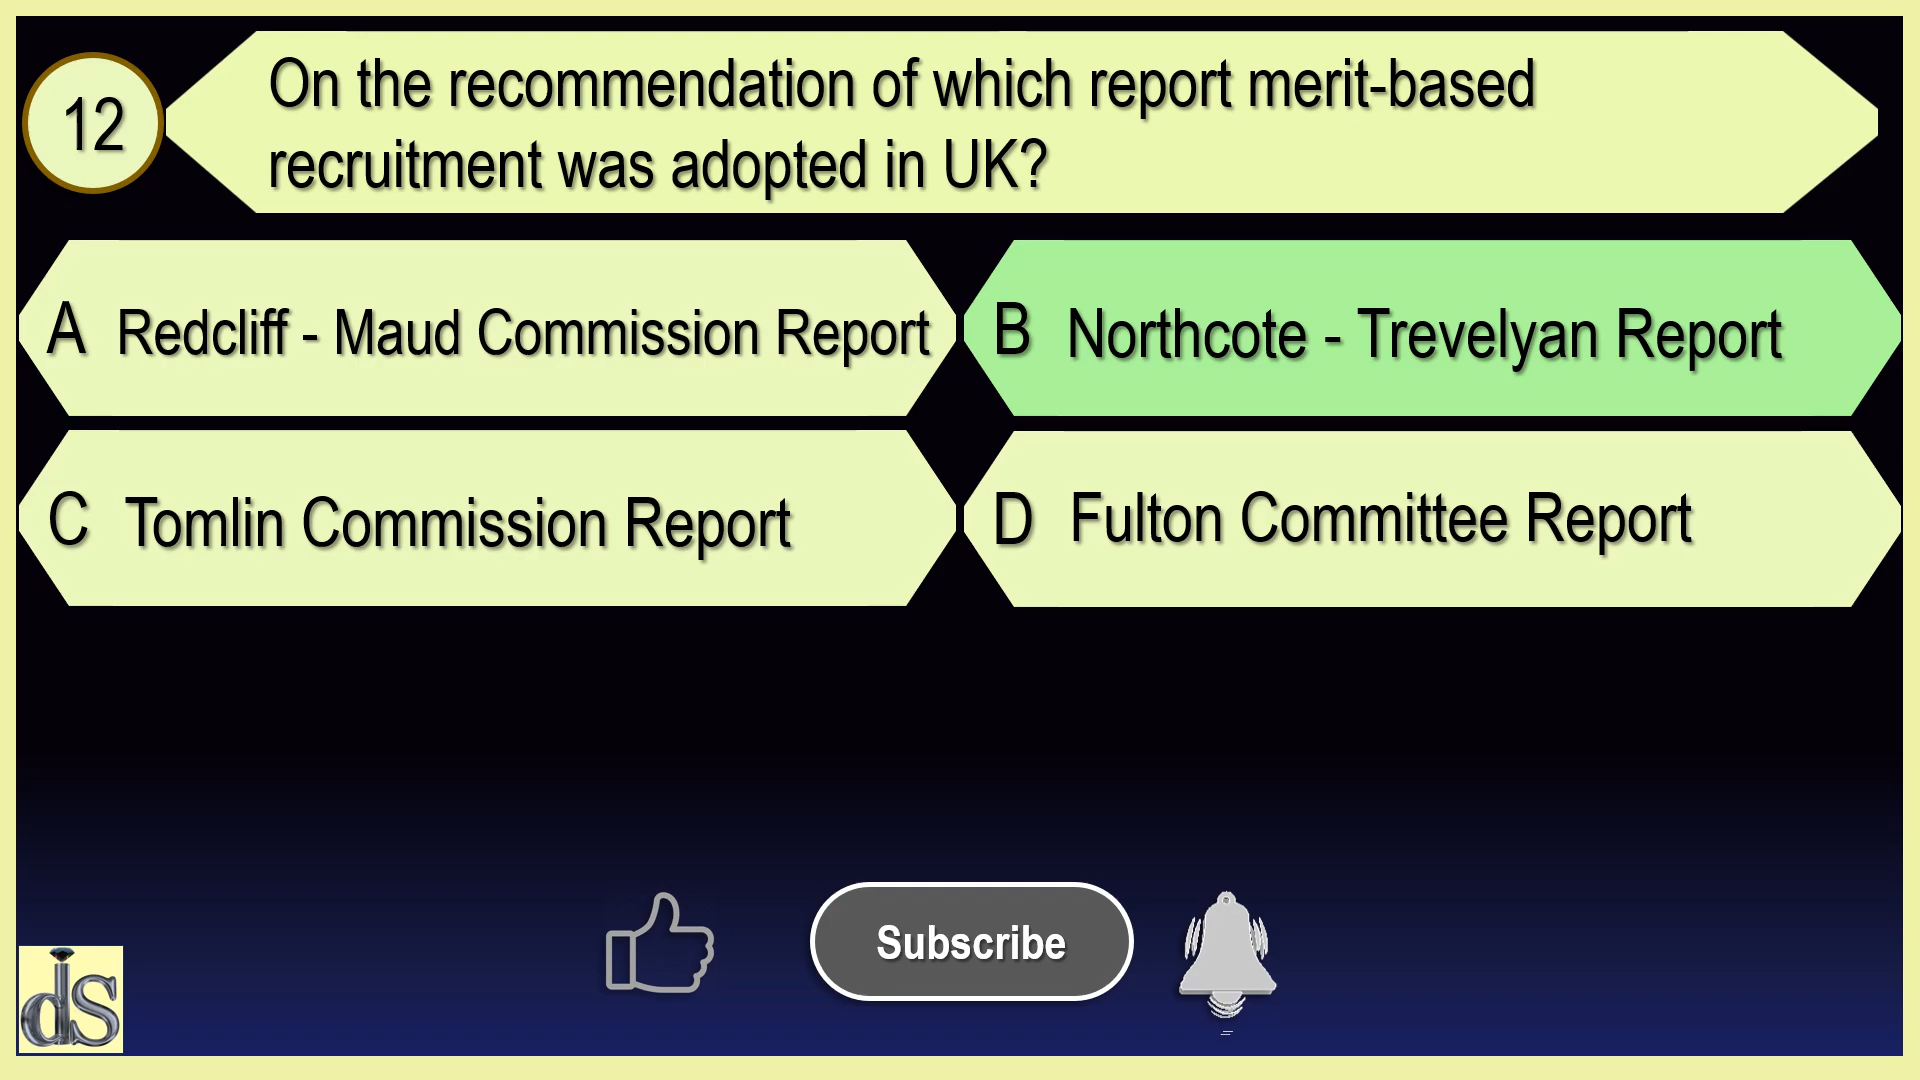 12
On the recommendation of which report merit-based
recruitment was adopted in UK?
A Redcliff - Maud Commission Report
B Northcote - Trevelyan Report
C Tomlin Commission Report
D Fulton Committee Report
Subscribe
dS